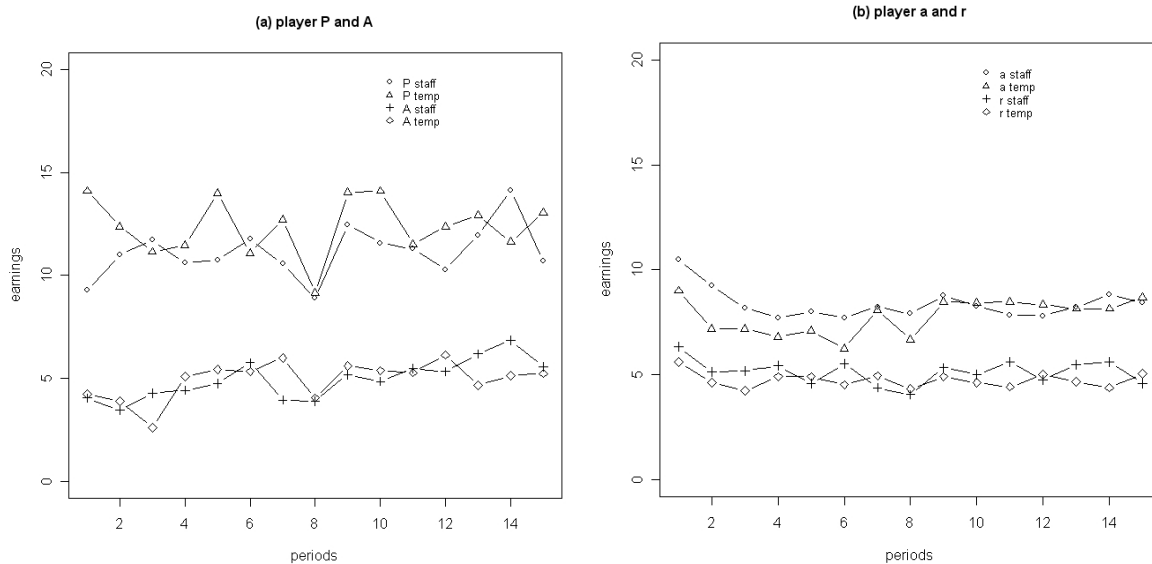 (a) player P and A
P staff
P temp
A staff
A temp
20
15
10
5
0
earnings
2 4 6 8 10 12 14
periods
(b) player a and r
a staff
a temp
r staff
r temp
20
15
10
5
0
earnings
2 4 6 8 10 12 14
periods